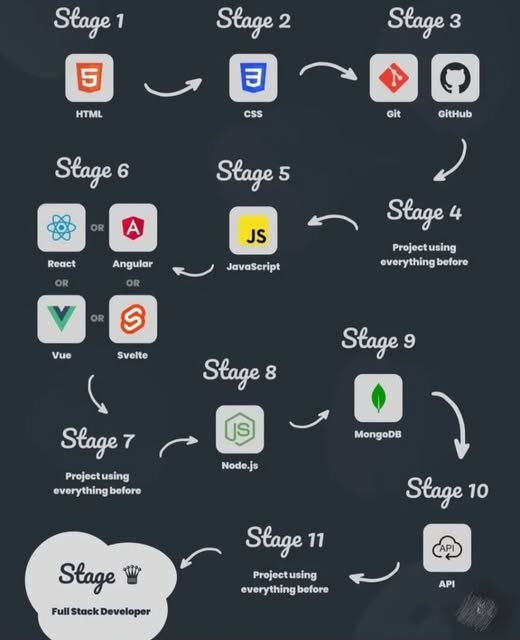 Stage 1
HTML
Stage 2
CSS
Stage 3
Git
GitHub
Stage 4
Project using
everything before
Stage 5
JS
JavaScript
Stage 6
React
OR
Angular
OR
OR
Vue
OR
Svelte
Stage 7
Project using
everything before
Stage 8
JS
Node.js
Stage 9
MongoDB
Stage 10
API
API
Stage 11
Project using
everything before
Stage
Full Stack Developer